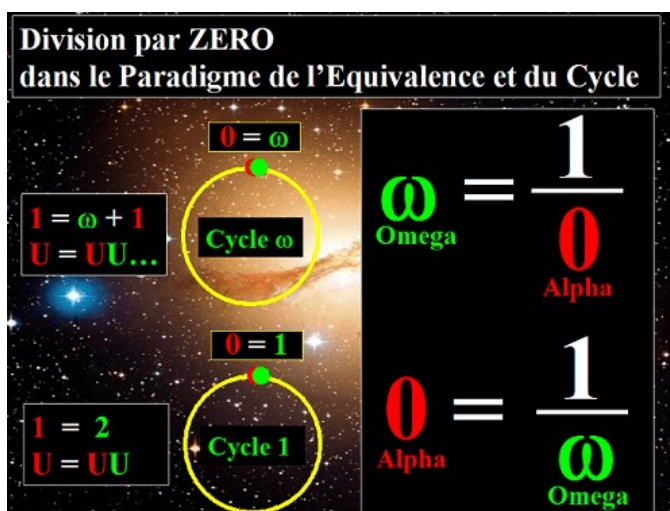 Division par ZERO
dans le Paradigme de l'Equivalence et du Cycle
0 = ω
1 = ω + 1
U = UU...
Cycle ω
0 = 1
1 = 2
U = UU
Cycle 1
ω = 1
0
Omega
Alpha
0 = 1
ω
Alpha
Omega